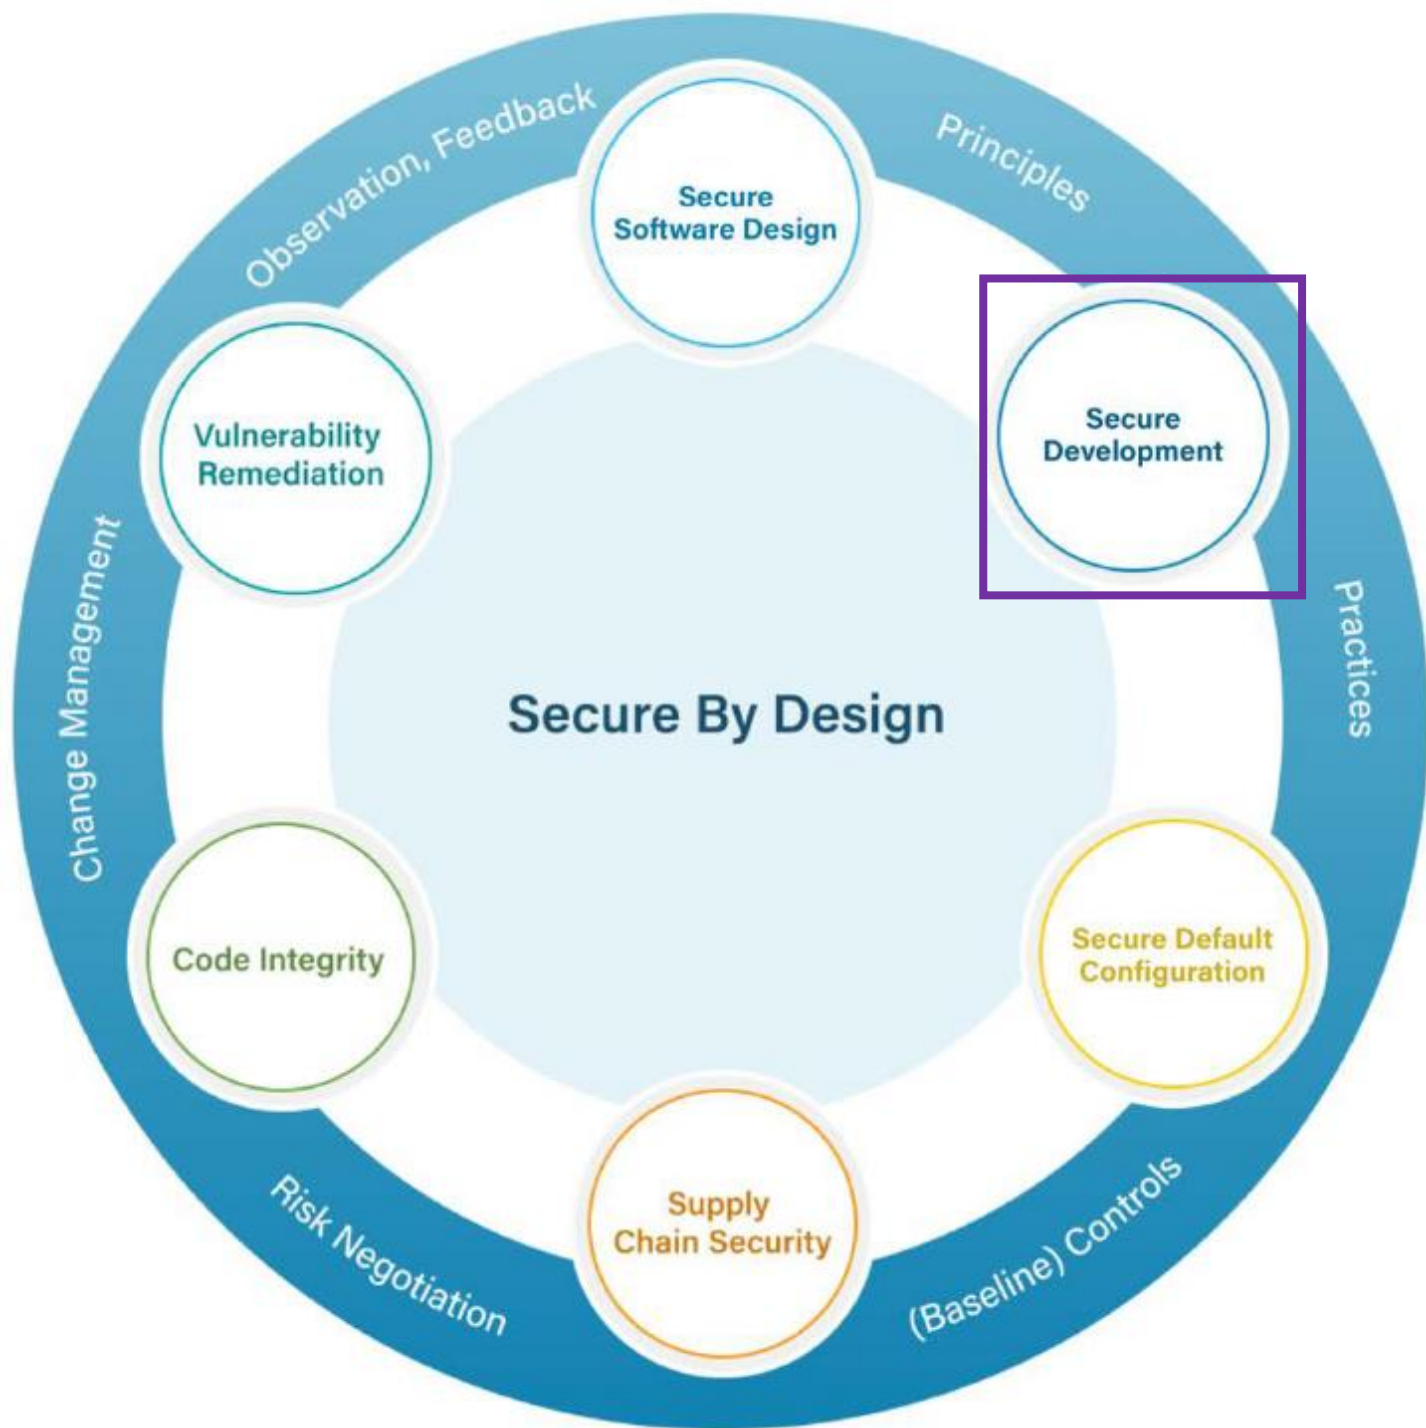 Observation, Feedback
Principles
Secure
Software Design
Secure
Development
Vulnerability
Remediation
Change Management
Practices
Secure By Design
Code Integrity
Secure Default
Configuration
Supply
Chain Security
Risk Negotiation
(Baseline) Controls